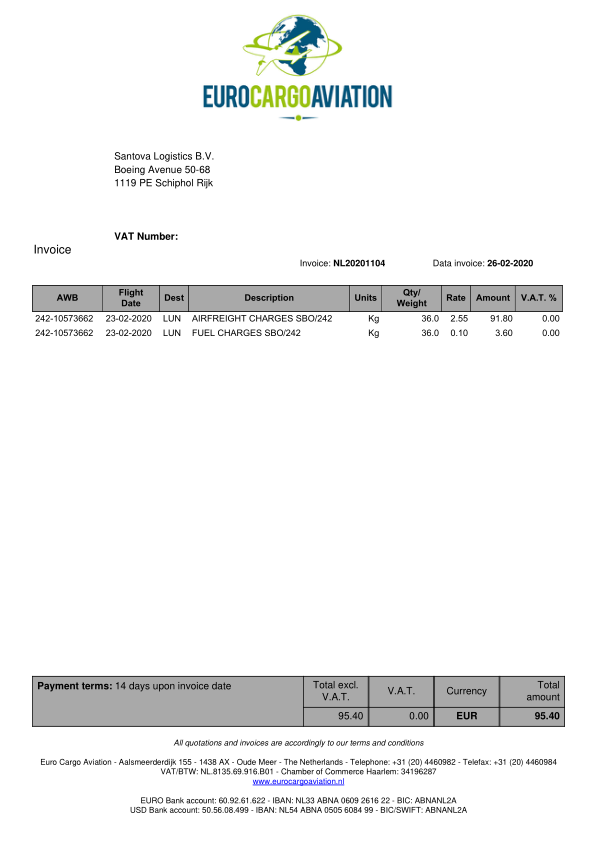 EUROCARGOAVIATION
Santova Logistics B.V.
Boeing Avenue 50-68
1119 PE Schiphol Rijk
VAT Number:
Invoice
Invoice: NL20201104 Data invoice: 26-02-2020
AWB Flight Date Dest Description Units Qty/ Weight Rate Amount V.A.T. %
242-10573662 23-02-2020 LUN AIRFREIGHT CHARGES SBO/242 Kg 36.0 2.55 91.80 0.00
242-10573662 23-02-2020 LUN FUEL CHARGES SBO/242 Kg 36.0 0.10 3.60 0.00
Payment terms: 14 days upon invoice date
Total excl. V.A.T. V.A.T. Currency Total amount
95.40 0.00 EUR 95.40
All quotations and invoices are accordingly to our terms and conditions
Euro Cargo Aviation - Aalsmeerderdijk 155 - 1438 AX - Oude Meer - The Netherlands - Telephone: +31 (20) 4460982 - Telefax: +31 (20) 4460984
VAT/BTW: NL.8135.69.916.B01 - Chamber of Commerce Haarlem: 34196287
www.eurocargoaviation.nl
EURO Bank account: 60.92.61.622 - IBAN: NL33 ABNA 0609 2616 22 - BIC: ABNANL2A
USD Bank account: 50.56.08.499 - IBAN: NL54 ABNA 0505 6084 99 - BIC/SWIFT: ABNANL2A